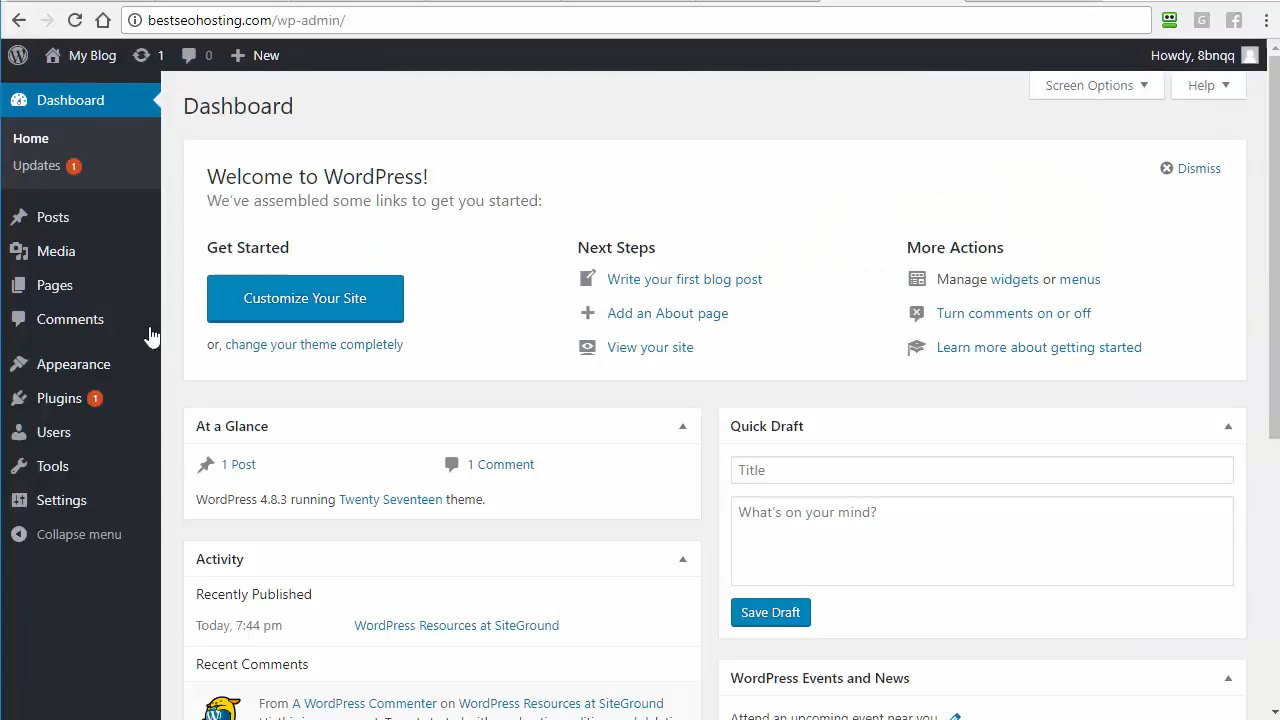 bestseohosting.com/wp-admin/
G
My Blog 1 0 New Howdy, 8bnqq
Dashboard
Home
Updates 1
Posts
Media
Pages
Comments
Appearance
Plugins 1
Users
Tools
Settings
Collapse menu
Screen Options Help
Dashboard
Welcome to WordPress!
Dismiss
We've assembled some links to get you started:
Get Started
Customize Your Site
or, change your theme completely
Next Steps
Write your first blog post
Add an About page
View your site
More Actions
Manage widgets or menus
Turn comments on or off
Learn more about getting started
At a Glance
1 Post 1 Comment
WordPress 4.8.3 running Twenty Seventeen theme.
Activity
Recently Published
Today, 7:44 pm WordPress Resources at SiteGround
Recent Comments
From A WordPress Commenter on WordPress Resources at SiteGround
Quick Draft
Title
What's on your mind?
Save Draft
WordPress Events and News
Attend an upcoming event near you